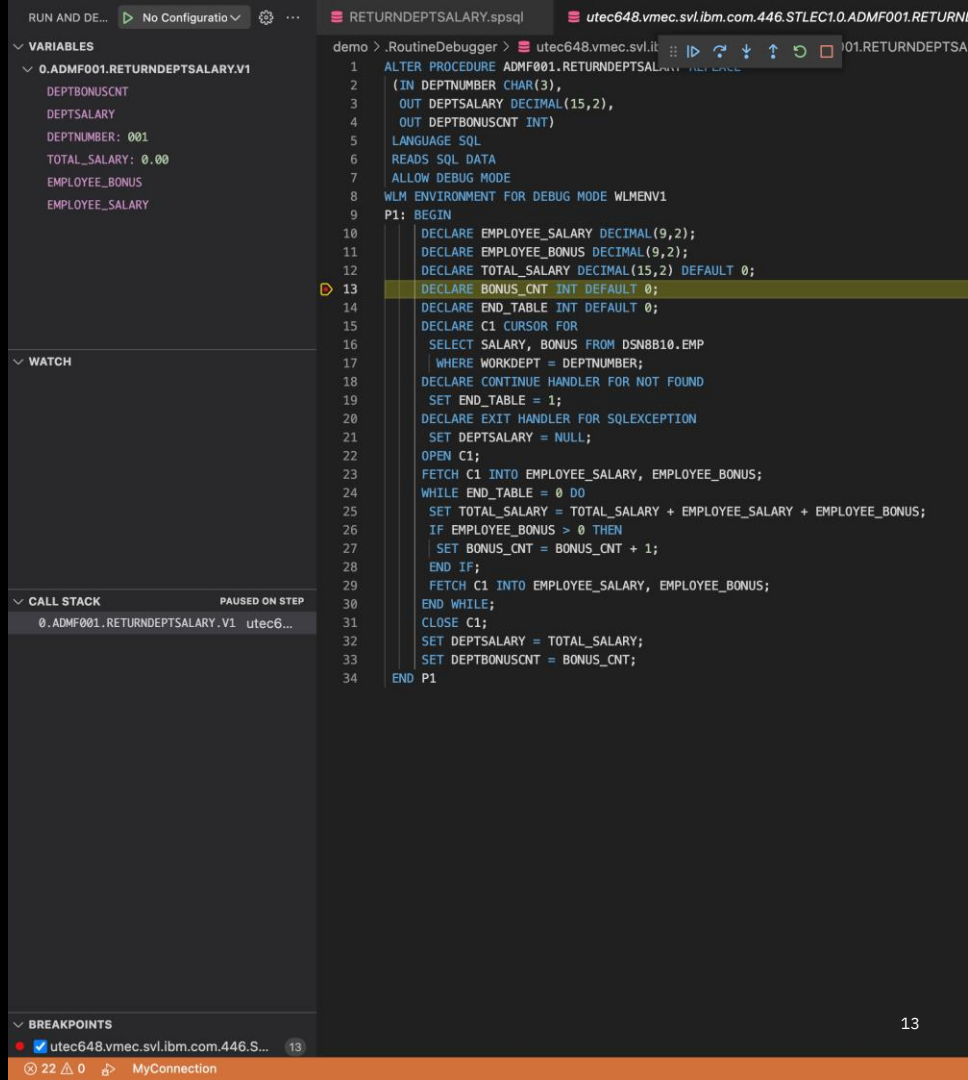 RUN AND DE... No Configuratio ...
VARIABLES
0.ADMF001.RETURNDEPTSALARY.V1
DEPTBONUSCNT
DEPTSALARY
DEPTNUMBER: 001
TOTAL_SALARY: 0.00
EMPLOYEE_BONUS
EMPLOYEE_SALARY
WATCH
CALL STACK PAUSED ON STEP
0.ADMF001.RETURNDEPTSALARY.V1 utec6...
BREAKPOINTS
utec648.vmec.svl.ibm.com.446.S... 13
22 0 MyConnection
RETURNDEPTSALARY.spsql utec648.vmec.svl.ibm.com.446.STLEC1.0.ADMF001.RETURNDE
demo > .RoutineDebugger > utec648.vmec.svl.ib 01.RETURNDEPTSA
1 ALTER PROCEDURE ADMF001.RETURNDEPTSALARY REPLACE
2 (IN DEPTNUMBER CHAR(3),
3 OUT DEPTSALARY DECIMAL(15,2),
4 OUT DEPTBONUSCNT INT)
5 LANGUAGE SQL
6 READS SQL DATA
7 ALLOW DEBUG MODE
8 WLM ENVIRONMENT FOR DEBUG MODE WLMENV1
9 P1: BEGIN
10 DECLARE EMPLOYEE_SALARY DECIMAL(9,2);
11 DECLARE EMPLOYEE_BONUS DECIMAL(9,2);
12 DECLARE TOTAL_SALARY DECIMAL(15,2) DEFAULT 0;
13 DECLARE BONUS_CNT INT DEFAULT 0;
14 DECLARE END_TABLE INT DEFAULT 0;
15 DECLARE C1 CURSOR FOR
16 SELECT SALARY, BONUS FROM DSN8B10.EMP
17 WHERE WORKDEPT = DEPTNUMBER;
18 DECLARE CONTINUE HANDLER FOR NOT FOUND
19 SET END_TABLE = 1;
20 DECLARE EXIT HANDLER FOR SQLEXCEPTION
21 SET DEPTSALARY = NULL;
22 OPEN C1;
23 FETCH C1 INTO EMPLOYEE_SALARY, EMPLOYEE_BONUS;
24 WHILE END_TABLE = 0 DO
25 SET TOTAL_SALARY = TOTAL_SALARY + EMPLOYEE_SALARY + EMPLOYEE_BONUS;
26 IF EMPLOYEE_BONUS > 0 THEN
27 SET BONUS_CNT = BONUS_CNT + 1;
28 END IF;
29 FETCH C1 INTO EMPLOYEE_SALARY, EMPLOYEE_BONUS;
30 END WHILE;
31 CLOSE C1;
32 SET DEPTSALARY = TOTAL_SALARY;
33 SET DEPTBONUSCNT = BONUS_CNT;
34 END P1
13